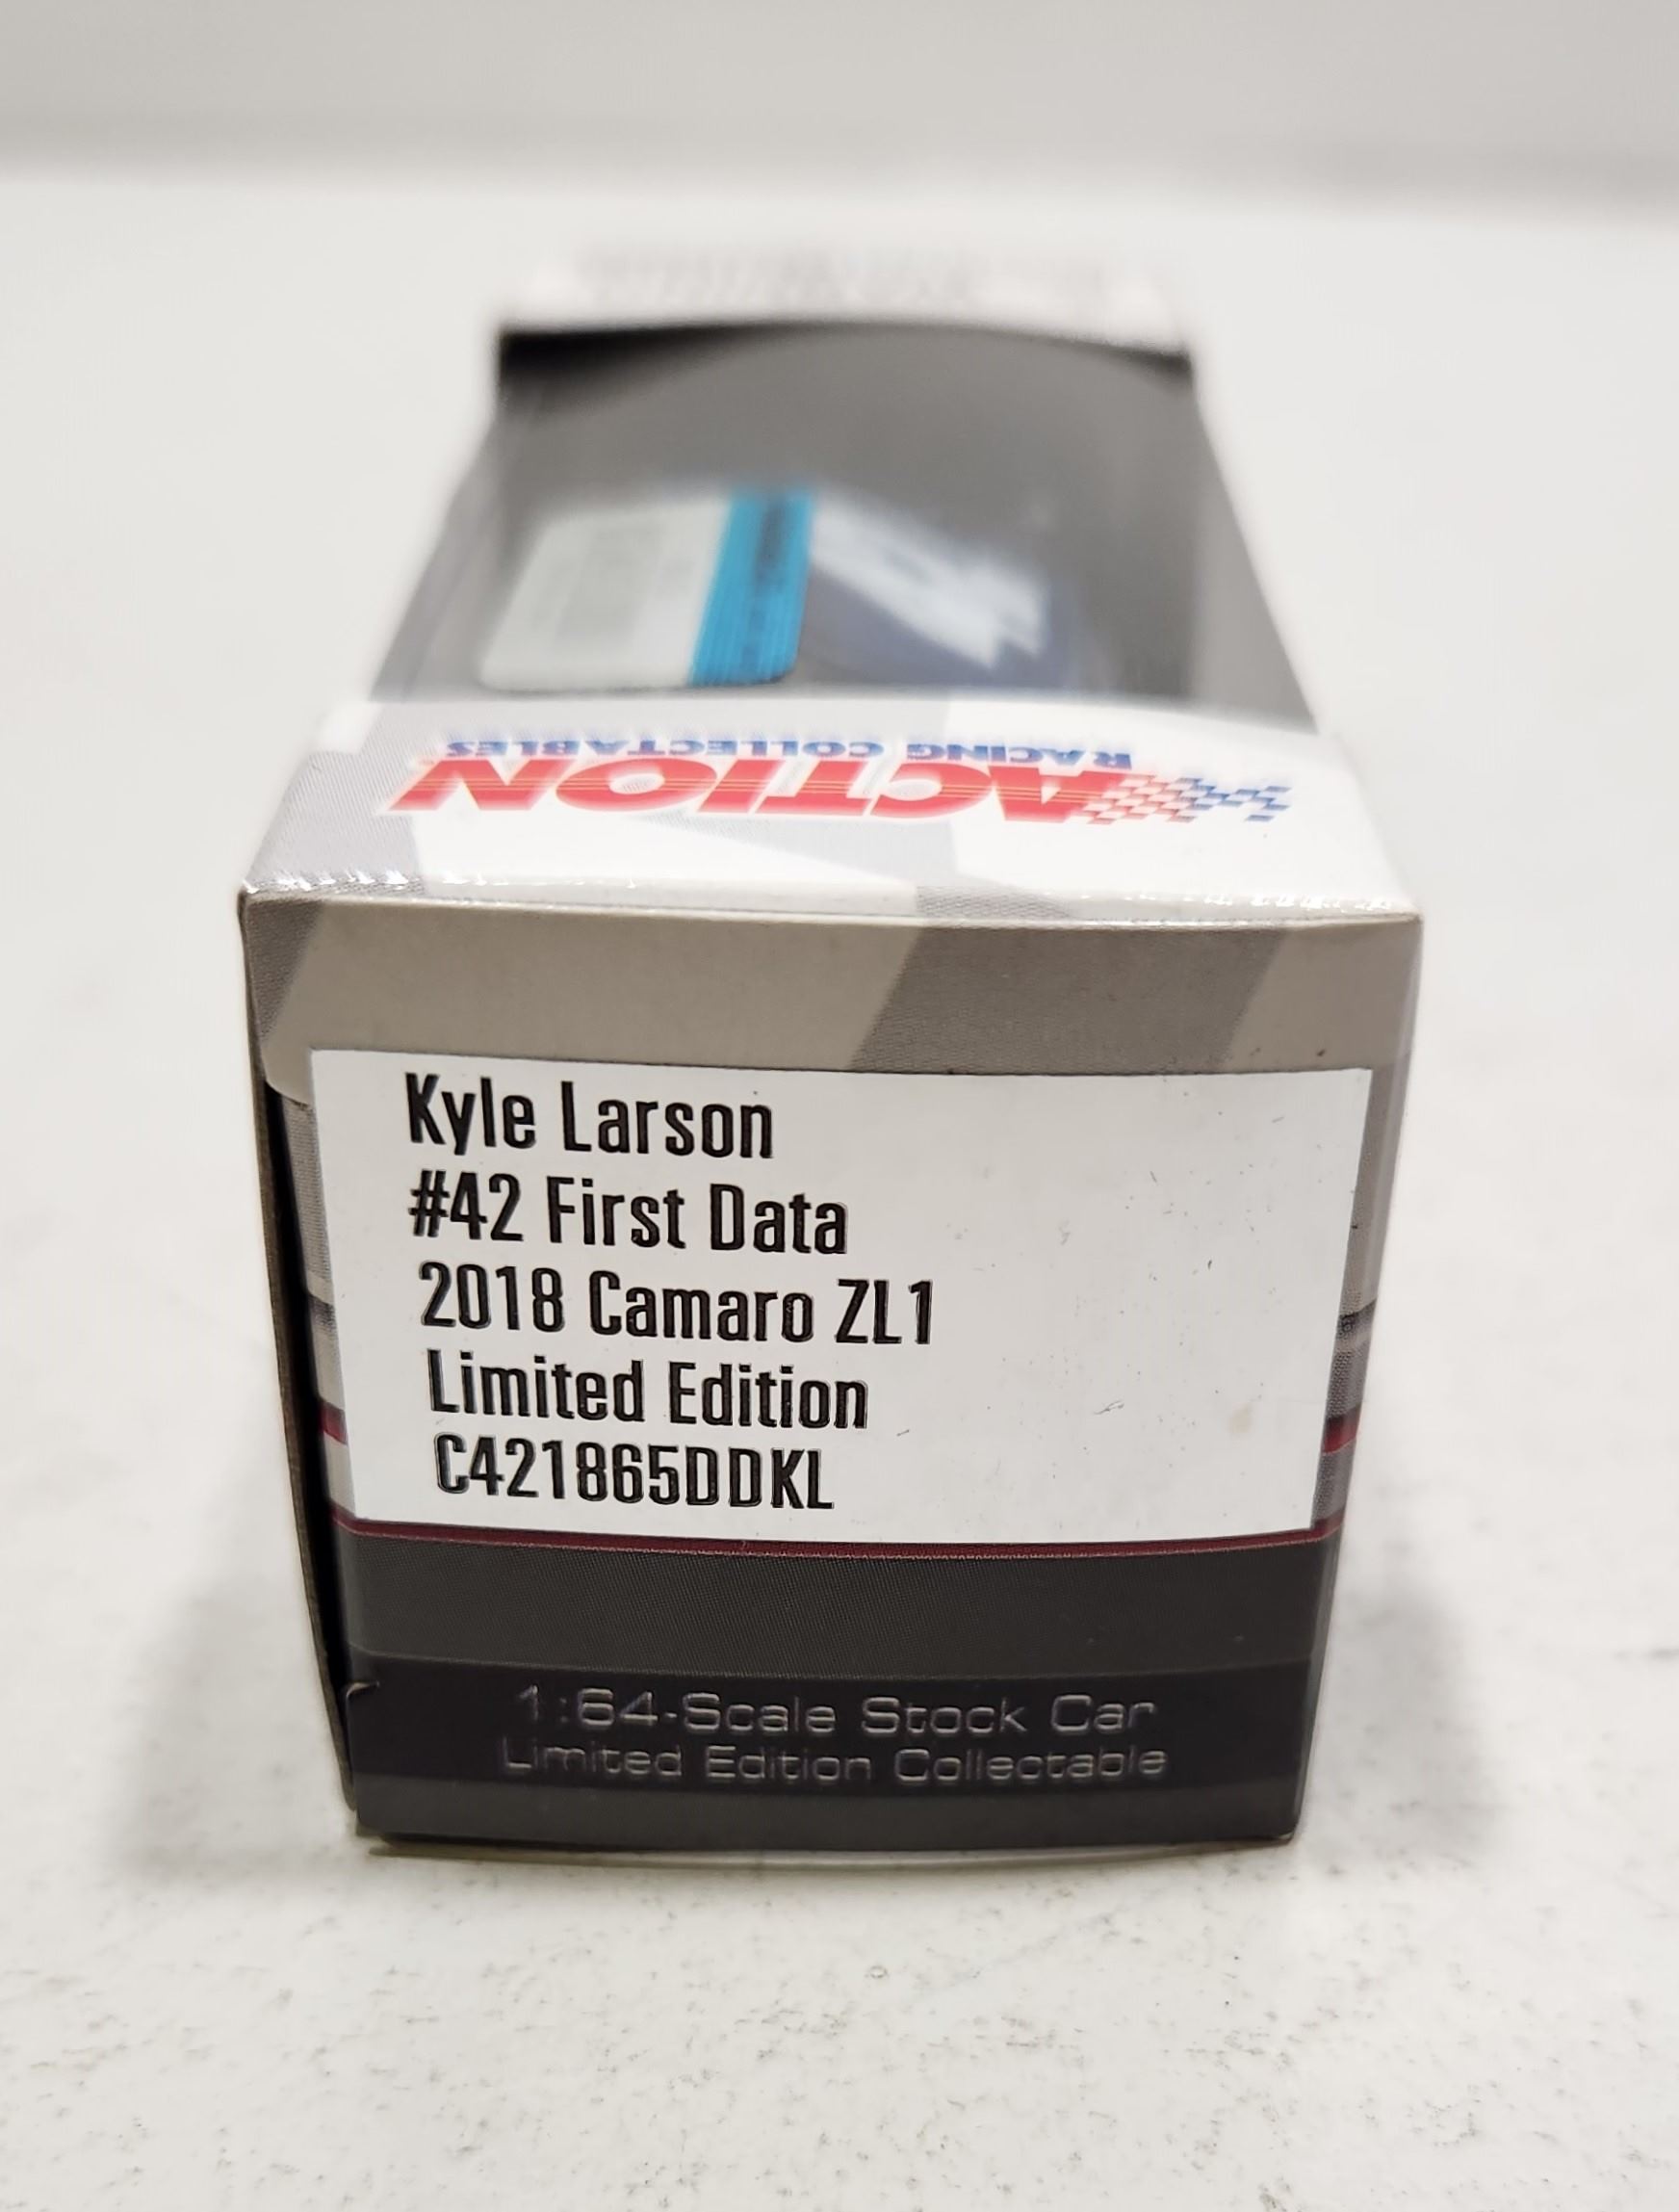 ACTION
RACING COLLECTABLES
Kyle Larson
#42 First Data
2018 Camaro ZL1
Limited Edition
C421865DDKL
1:64-Scale Stock Car
Limited Edition Collectable